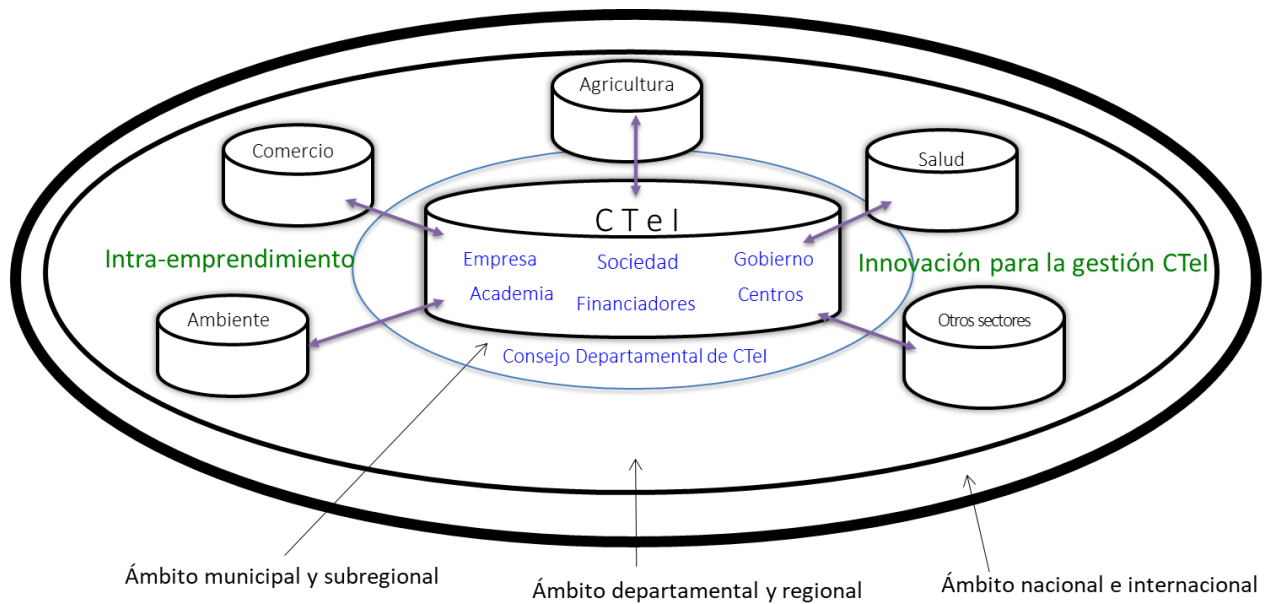 Agricultura
Comercio
Salud
C T e I
Empresa
Sociedad
Gobierno
Intra-emprendimiento
Innovación para la gestión CTeI
Academia
Financiadores
Centros
Ambiente
Otros sectores
Consejo Departamental de CTeI
Ámbito municipal y subregional
Ámbito departamental y regional
Ámbito nacional e internacional